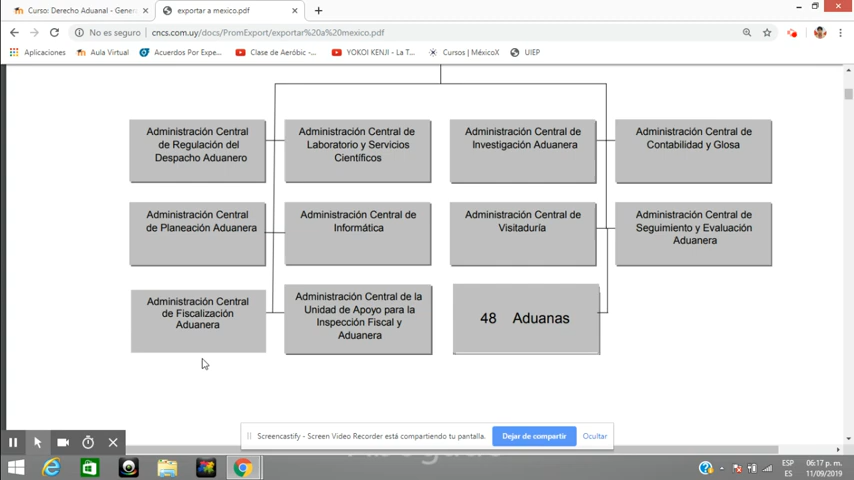 Curso: Derecho Aduanal - Gener
exportar a mexico.pdf
No es seguro
cncs.com.uy/docs/PromExport/exportar%20a%20mexico.pdf
Aplicaciones
Aula Virtual
Acuerdos Por Expe...
Clase de Aeróbic - ...
YOKOI KENJI - La T...
Cursos | MéxicoX
UIEP
Administración Central
de Regulación del
Despacho Aduanero
Administración Central de
Laboratorio y Servicios
Científicos
Administración Central de
Investigación Aduanera
Administración Central de
Contabilidad y Glosa
Administración Central
de Planeación Aduanera
Administración Central de
Informática
Administración Central de
Visitaduría
Administración Central de
Seguimiento y Evaluación
Aduanera
Administración Central
de Fiscalización
Aduanera
Administración Central de la
Unidad de Apoyo para la
Inspección Fiscal y
Aduanera
48 Aduanas
Screencastify - Screen Video Recorder está compartiendo tu pantalla.
Dejar de compartir
Ocultar
ESP
ES
06:17 p. m.
11/09/2019